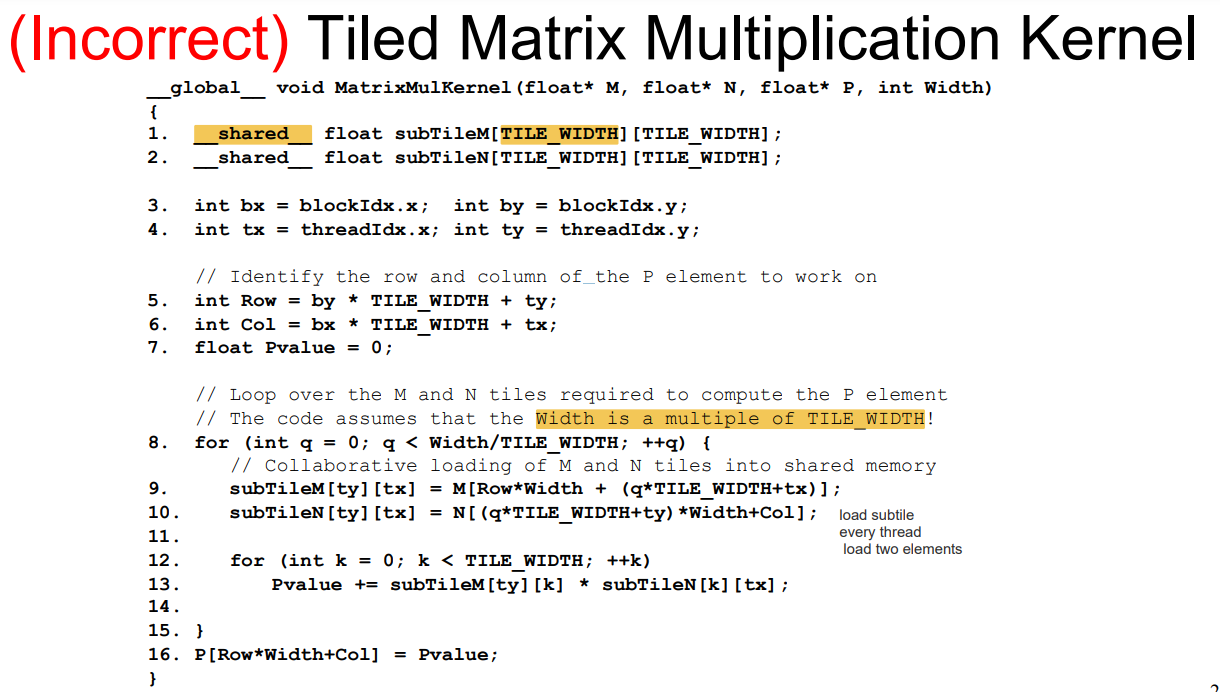 (Incorrect) Tiled Matrix Multiplication Kernel
__global__ void MatrixMulKernel(float* M, float* N, float* P, int Width)
{
1. __shared__ float subTileM[TILE_WIDTH][TILE_WIDTH];
2. __shared__ float subTileN[TILE_WIDTH][TILE_WIDTH];
3. int bx = blockIdx.x; int by = blockIdx.y;
4. int tx = threadIdx.x; int ty = threadIdx.y;
// Identify the row and column of the P element to work on
5. int Row = by * TILE_WIDTH + ty;
6. int Col = bx * TILE_WIDTH + tx;
7. float Pvalue = 0;
// Loop over the M and N tiles required to compute the P element
// The code assumes that the Width is a multiple of TILE_WIDTH!
8. for (int q = 0; q < Width/TILE_WIDTH; ++q) {
// Collaborative loading of M and N tiles into shared memory
9. subTileM[ty][tx] = M[Row*Width + (q*TILE_WIDTH+tx)];
10. subTileN[ty][tx] = N[(q*TILE_WIDTH+ty)*Width+Col];
load subtile
every thread
load two elements
11.
12. for (int k = 0; k < TILE_WIDTH; ++k)
13. Pvalue += subTileM[ty][k] * subTileN[k][tx];
14.
15. }
16. P[Row*Width+Col] = Pvalue;
}